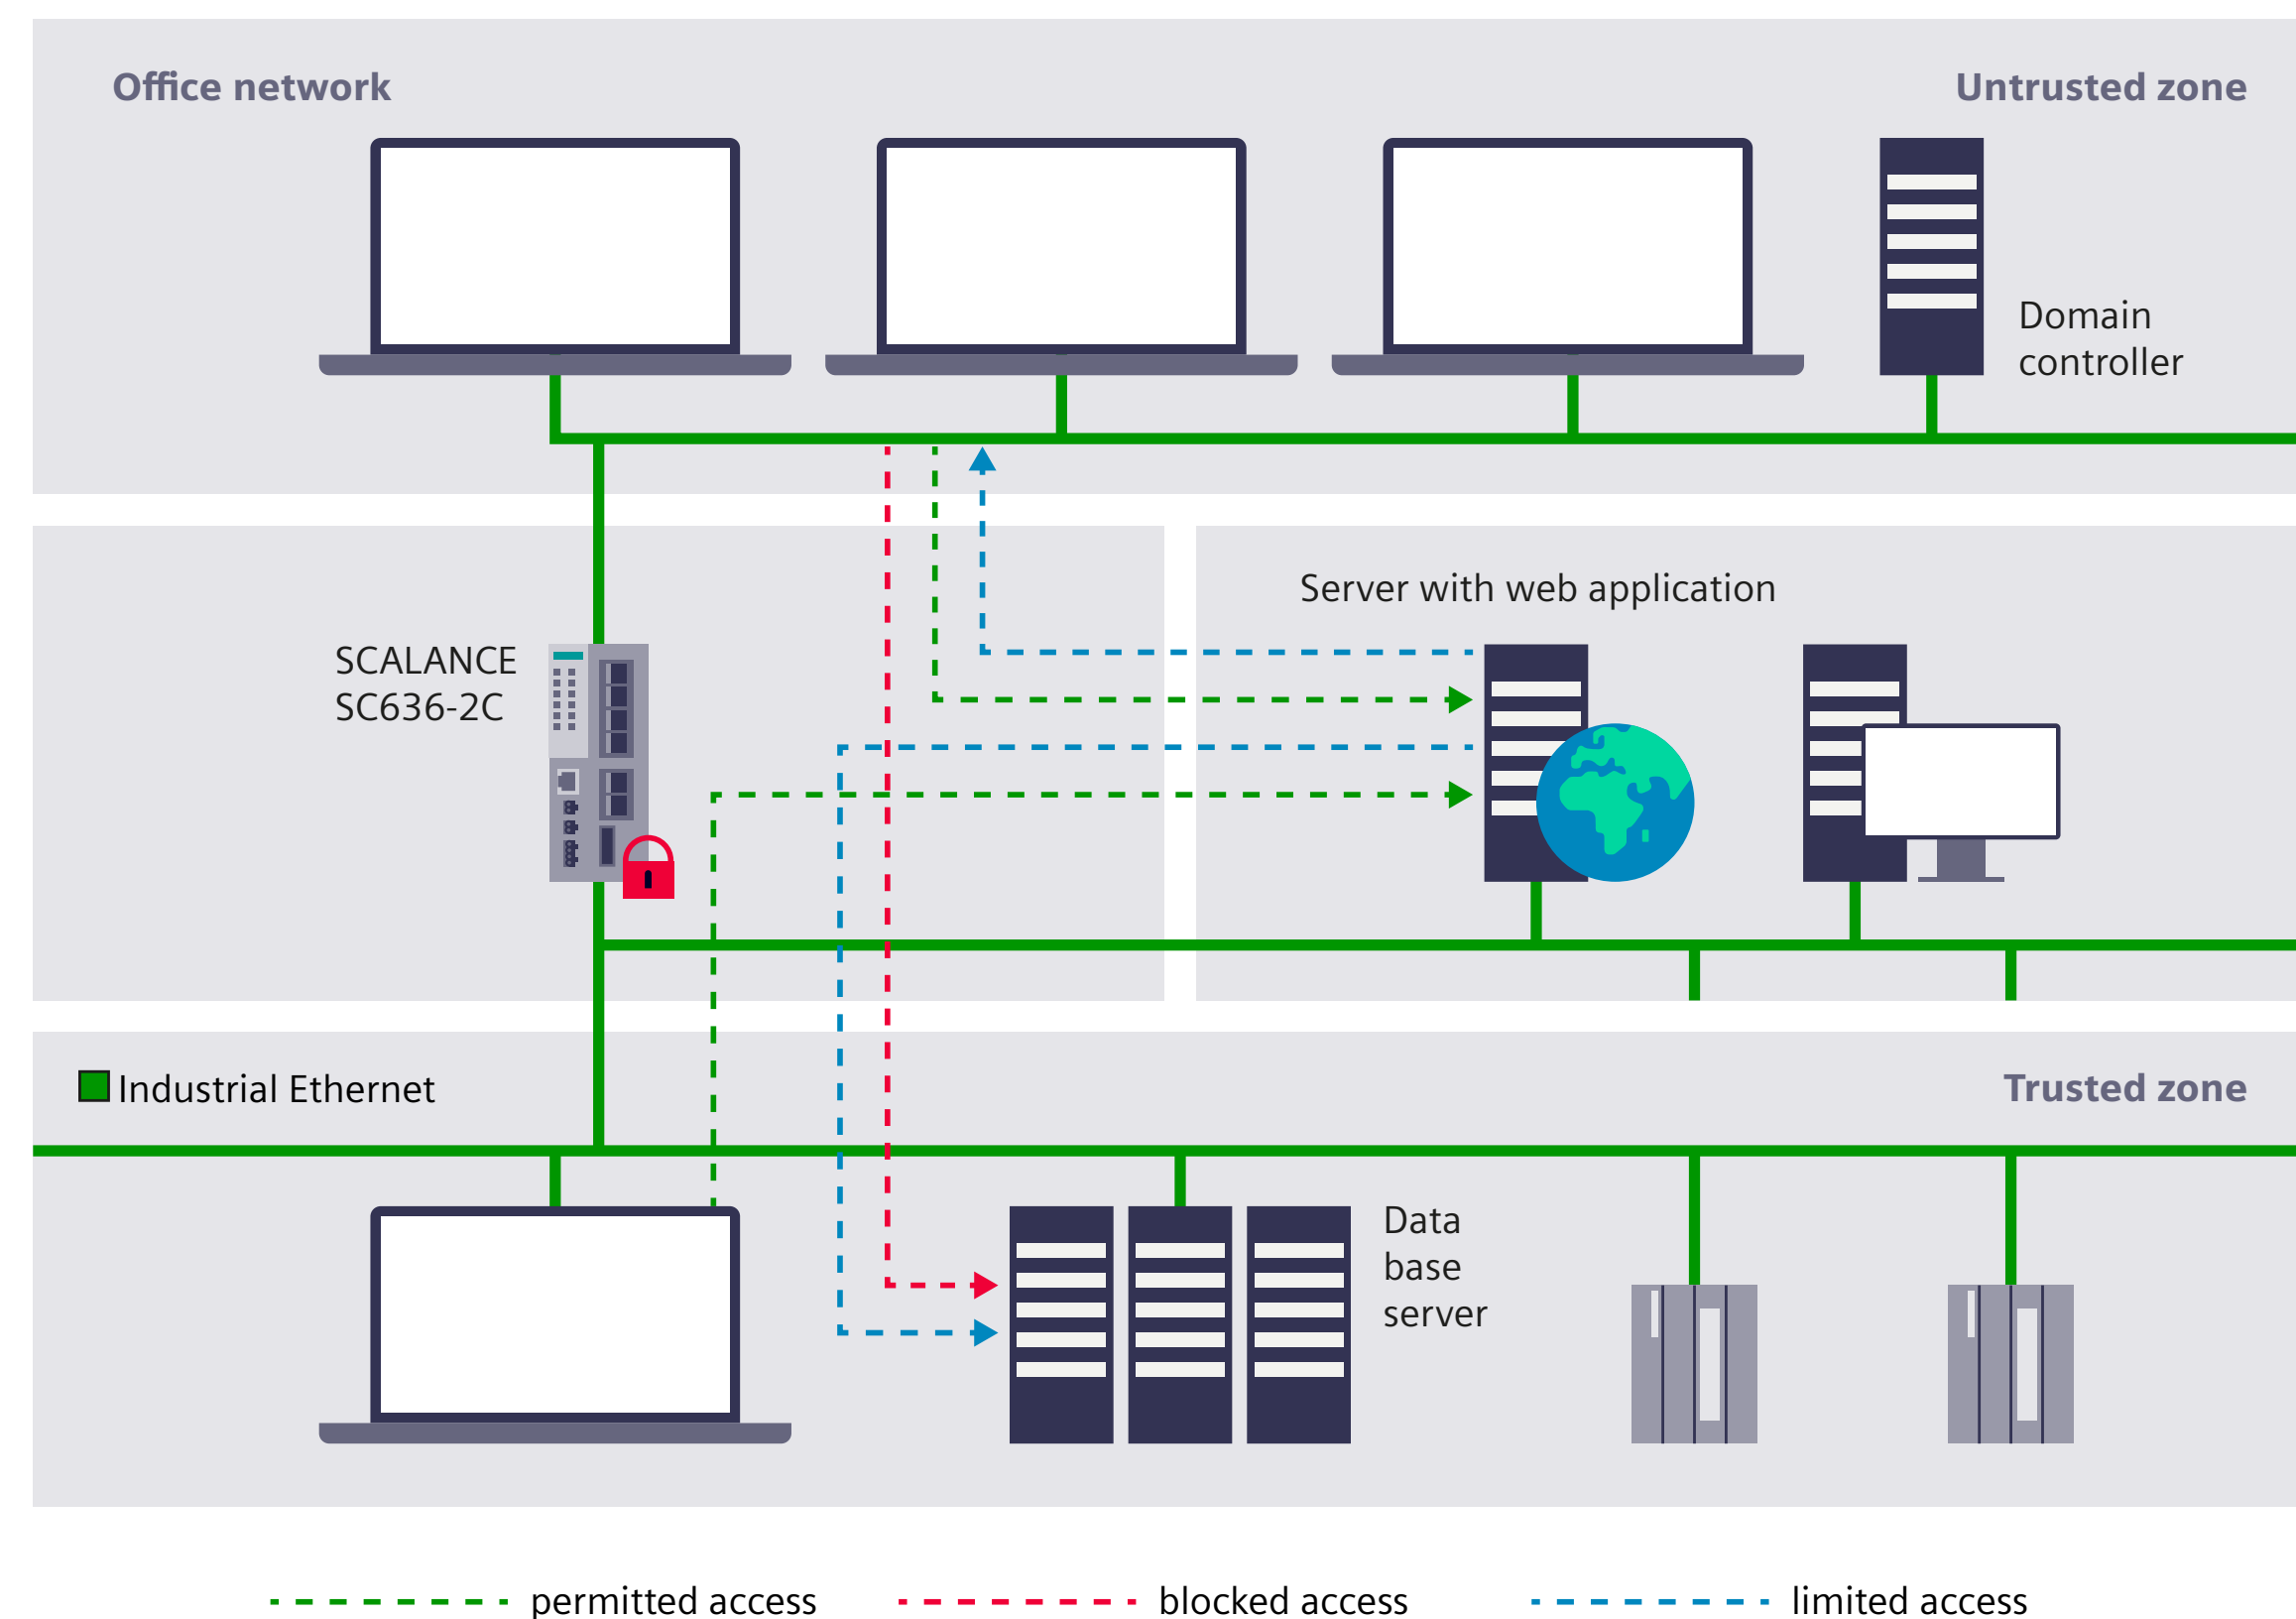 Office network
Untrusted zone
Domain
controller
Server with web application
SCALANCE
SC636-2C
Industrial Ethernet
Trusted zone
Data
base
server
permitted access
blocked access
limited access